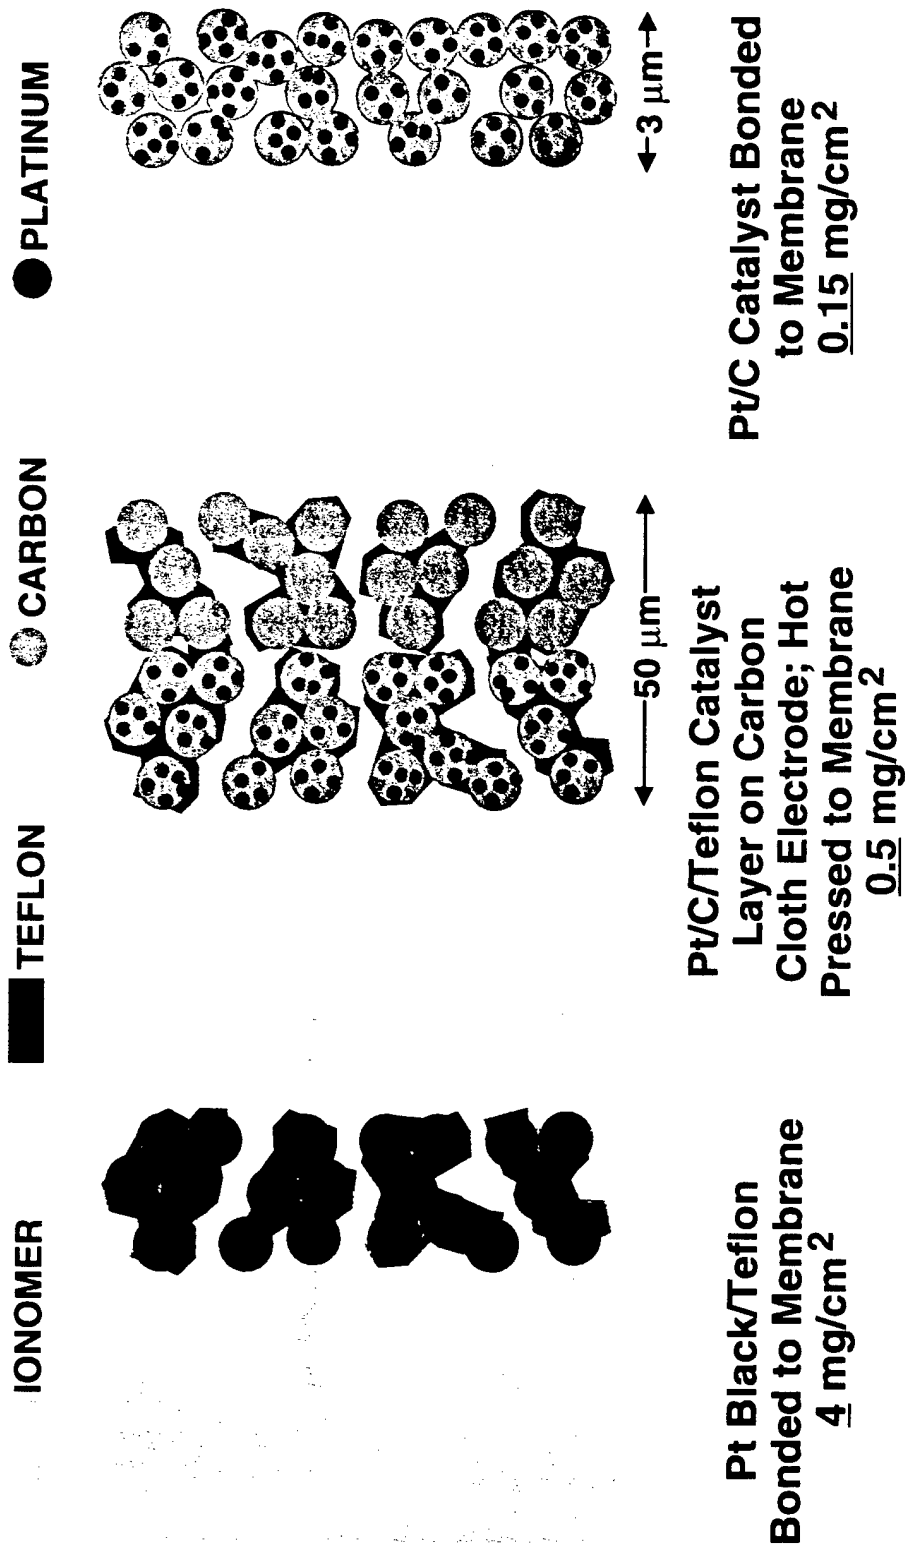 IONOMER
TEFLON
CARBON
PLATINUM
50 μm
3 μm
Pt Black/Teflon
Bonded to Membrane
4 mg/cm2
Pt/C/Teflon Catalyst
Layer on Carbon
Cloth Electrode; Hot
Pressed to Membrane
0.5 mg/cm2
Pt/C Catalyst Bonded
to Membrane
0.15 mg/cm2